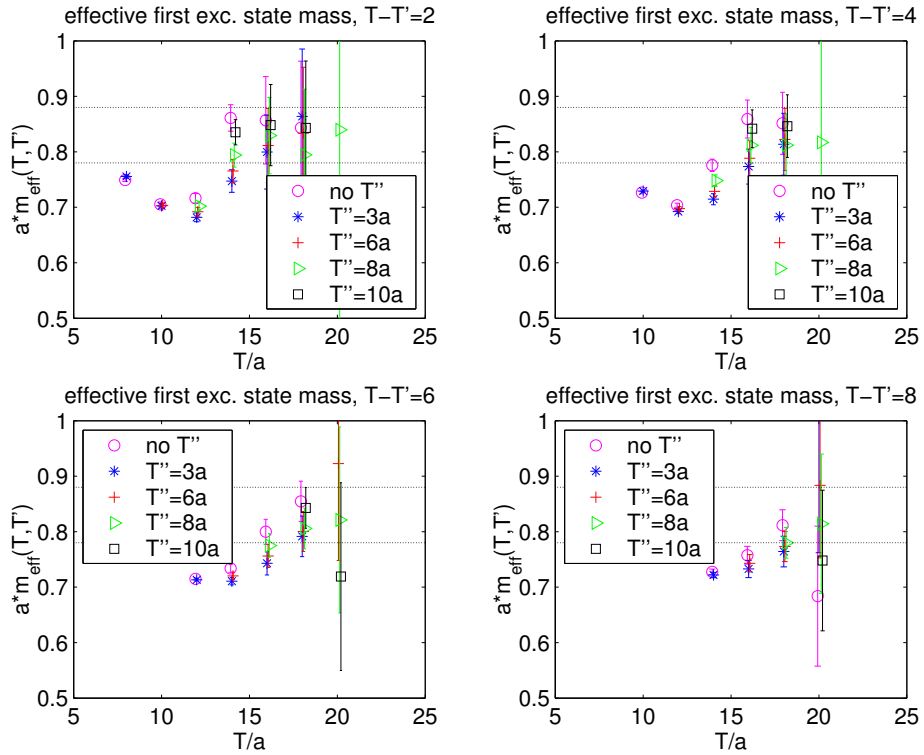 effective first exc. state mass, T−T'=2
1
0.9
0.8
0.7
0.6
0.5
a*m_eff(T,T')
5 10 15 20 25
T/a
no T''
T''=3a
T''=6a
T''=8a
T''=10a
effective first exc. state mass, T−T'=4
1
0.9
0.8
0.7
0.6
0.5
a*m_eff(T,T')
5 10 15 20 25
T/a
no T''
T''=3a
T''=6a
T''=8a
T''=10a
effective first exc. state mass, T−T'=6
1
0.9
0.8
0.7
0.6
0.5
a*m_eff(T,T')
5 10 15 20 25
T/a
no T''
T''=3a
T''=6a
T''=8a
T''=10a
effective first exc. state mass, T−T'=8
1
0.9
0.8
0.7
0.6
0.5
a*m_eff(T,T')
5 10 15 20 25
T/a
no T''
T''=3a
T''=6a
T''=8a
T''=10a